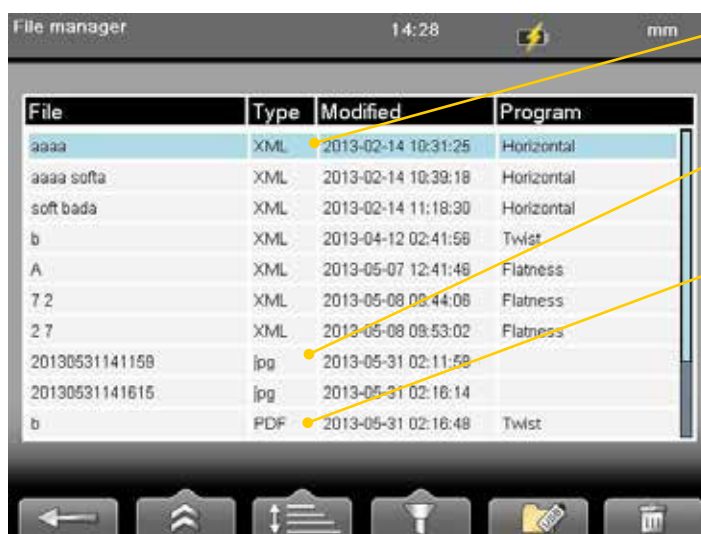 File manager 14:28 mm
File Type Modified Program
aaaa XML 2013-02-14 10:31:25 Horizontal
aaaa softa XML 2013-02-14 10:39:18 Horizontal
soft bada XML 2013-02-14 11:18:30 Horizontal
b XML 2013-04-12 02:41:56 Twist
A XML 2013-05-07 12:41:46 Flatness
7 2 XML 2013-05-08 09:44:06 Flatness
2 7 XML 2013-05-08 09:53:02 Flatness
20130531141159 jpg 2013-05-31 02:11:58
20130531141615 jpg 2013-05-31 02:16:14
b PDF 2013-05-31 02:16:48 Twist
USB